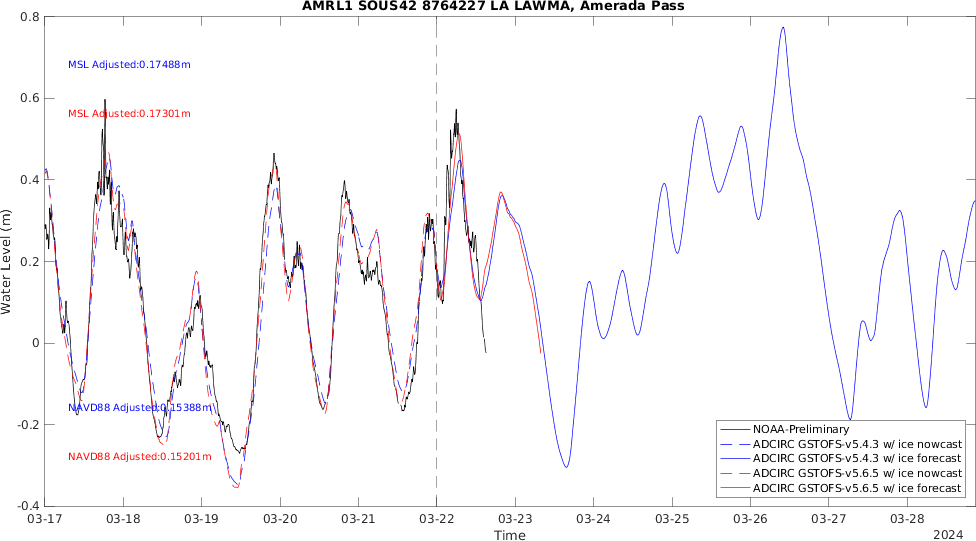 AMRL1 SOUS42 8764227 LA LAWMA, Amerada Pass
0.8
0.6
0.4
0.2
0
-0.2
-0.4
Water Level (m)
MSL Adjusted:0.17488m
MSL Adjusted:0.17301m
NAVD88 Adjusted:0.15388m
NAVD88 Adjusted:0.15201m
NOAA-Preliminary
ADCIRC GSTOFS-v5.4.3 w/ ice nowcast
ADCIRC GSTOFS-v5.4.3 w/ ice forecast
ADCIRC GSTOFS-v5.6.5 w/ ice nowcast
ADCIRC GSTOFS-v5.6.5 w/ ice forecast
03-17 03-18 03-19 03-20 03-21 03-22 03-23 03-24 03-25 03-26 03-27 03-28
Time
2024